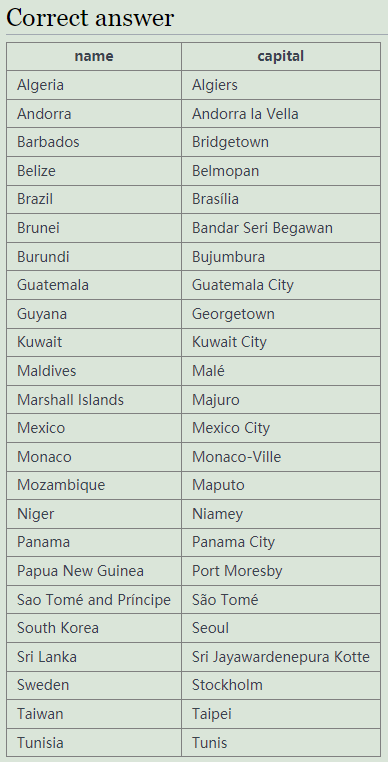 Correct answer
name capital
Algeria Algiers
Andorra Andorra la Vella
Barbados Bridgetown
Belize Belmopan
Brazil Brasília
Brunei Bandar Seri Begawan
Burundi Bujumbura
Guatemala Guatemala City
Guyana Georgetown
Kuwait Kuwait City
Maldives Malé
Marshall Islands Majuro
Mexico Mexico City
Monaco Monaco-Ville
Mozambique Maputo
Niger Niamey
Panama Panama City
Papua New Guinea Port Moresby
Sao Tomé and Príncipe São Tomé
South Korea Seoul
Sri Lanka Sri Jayawardenepura Kotte
Sweden Stockholm
Taiwan Taipei
Tunisia Tunis